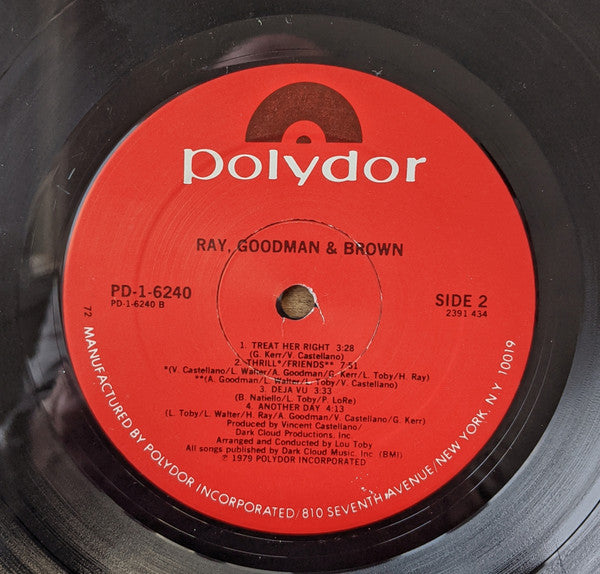 polydor
RAY, GOODMAN & BROWN
PD-1-6240
PD-1-6240 B
SIDE 2
2391 434
1. TREAT HER RIGHT 3:28
(G. Kerr/V. Castellano)
2. THRILL*/FRIENDS** 7:51
*(V. Castellano/L. Walter/A. Goodman/G. Kerr/L. Toby/H. Ray)
**(A. Goodman/L. Walter/L. Toby/V. Castellano)
3. DEJA VU 3:33
(B. Natiello/L. Toby/P. LoRe)
4. ANOTHER DAY 4:13
(L. Toby/L. Walter/H. Ray/A. Goodman/V. Castellano/G. Kerr)
Produced by Vincent Castellano/
Dark Cloud Productions, Inc.
Arranged and Conducted by Lou Toby
All songs published by Dark Cloud Music, Inc. (BMI)
℗ 1979 POLYDOR INCORPORATED
72 MANUFACTURED BY POLYDOR INCORPORATED/810 SEVENTH AVENUE/NEW YORK, N.Y. 10019